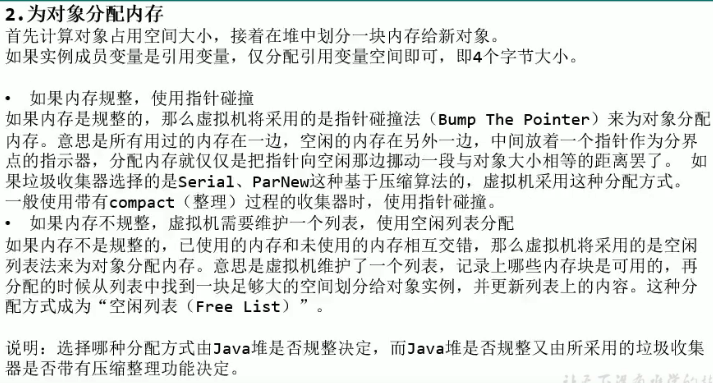 2.为对象分配内存
首先计算对象占用空间大小，接着在堆中划分一块内存给新对象。
如果实例成员变量是引用变量，仅分配引用变量空间即可，即4个字节大小。
• 如果内存规整，使用指针碰撞
如果内存是规整的，那么虚拟机将采用的是指针碰撞法（Bump The Pointer）来为对象分配
内存。意思是所有用过的内存在一边，空闲的内存在另外一边，中间放着一个指针作为分界
点的指示器，分配内存就仅仅是把指针向空闲那边挪动一段与对象大小相等的距离罢了。 如
果垃圾收集器选择的是Serial、ParNew这种基于压缩算法的，虚拟机采用这种分配方式。
一般使用带有compact（整理）过程的收集器时，使用指针碰撞。
• 如果内存不规整，虚拟机需要维护一个列表，使用空闲列表分配
如果内存不是规整的，已使用的内存和未使用的内存相互交错，那么虚拟机将采用的是空闲
列表法来为对象分配内存。意思是虚拟机维护了一个列表，记录上哪些内存块是可用的，再
分配的时候从列表中找到一块足够大的空间划分给对象实例，并更新列表上的内容。这种分
配方式成为“空闲列表（Free List）”。
说明：选择哪种分配方式由Java堆是否规整决定，而Java堆是否规整又由所采用的垃圾收集
器是否带有压缩整理功能决定。